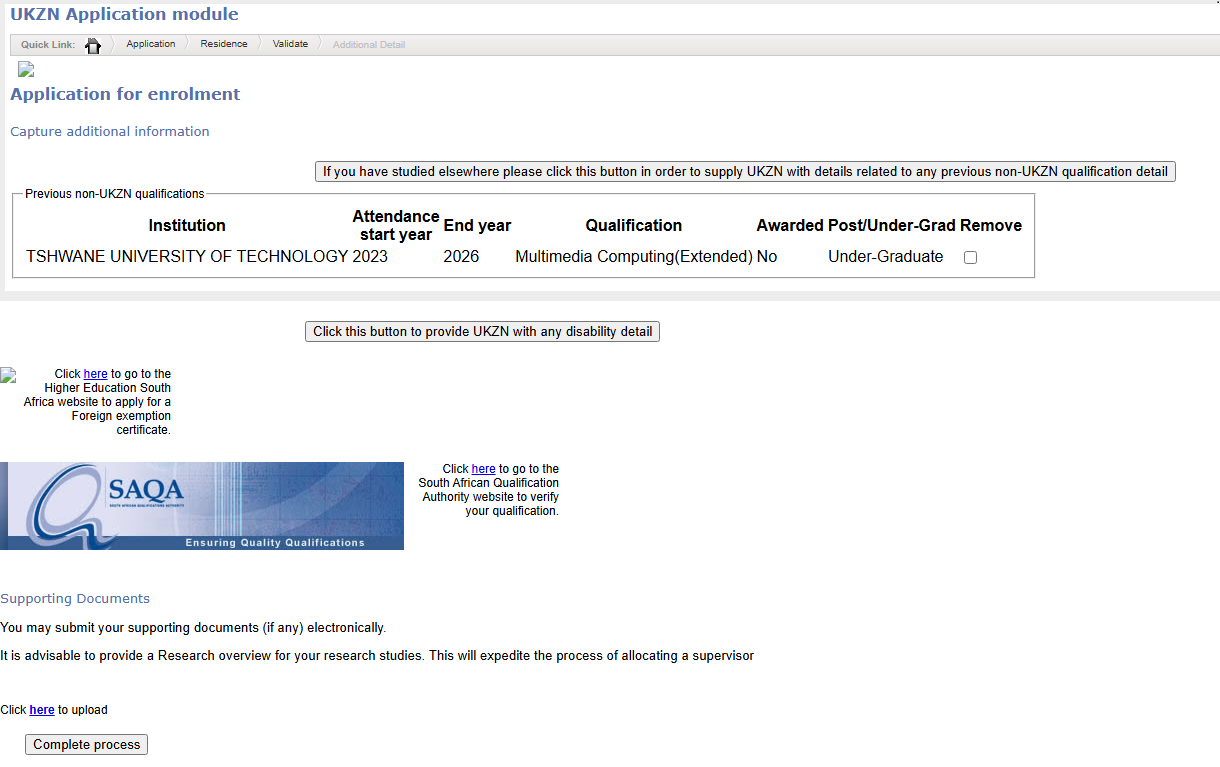 UKZN Application module
Quick Link: Application Residence Validate Additional Detail
Application for enrolment
Capture additional information
If you have studied elsewhere please click this button in order to supply UKZN with details related to any previous non-UKZN qualification detail
Previous non-UKZN qualifications
Institution Attendance start year End year Qualification Awarded Post/Under-Grad Remove
TSHWANE UNIVERSITY OF TECHNOLOGY 2023 2026 Multimedia Computing(Extended) No Under-Graduate
Click this button to provide UKZN with any disability detail
Click here to go to the
Higher Education South
Africa website to apply for a
Foreign exemption
certificate.
SAQA
SOUTH AFRICAN QUALIFICATIONS AUTHORITY
Ensuring Quality Qualifications
Click here to go to the
South African Qualification
Authority website to verify
your qualification.
Supporting Documents
You may submit your supporting documents (if any) electronically.
It is advisable to provide a Research overview for your research studies. This will expedite the process of allocating a supervisor
Click here to upload
Complete process